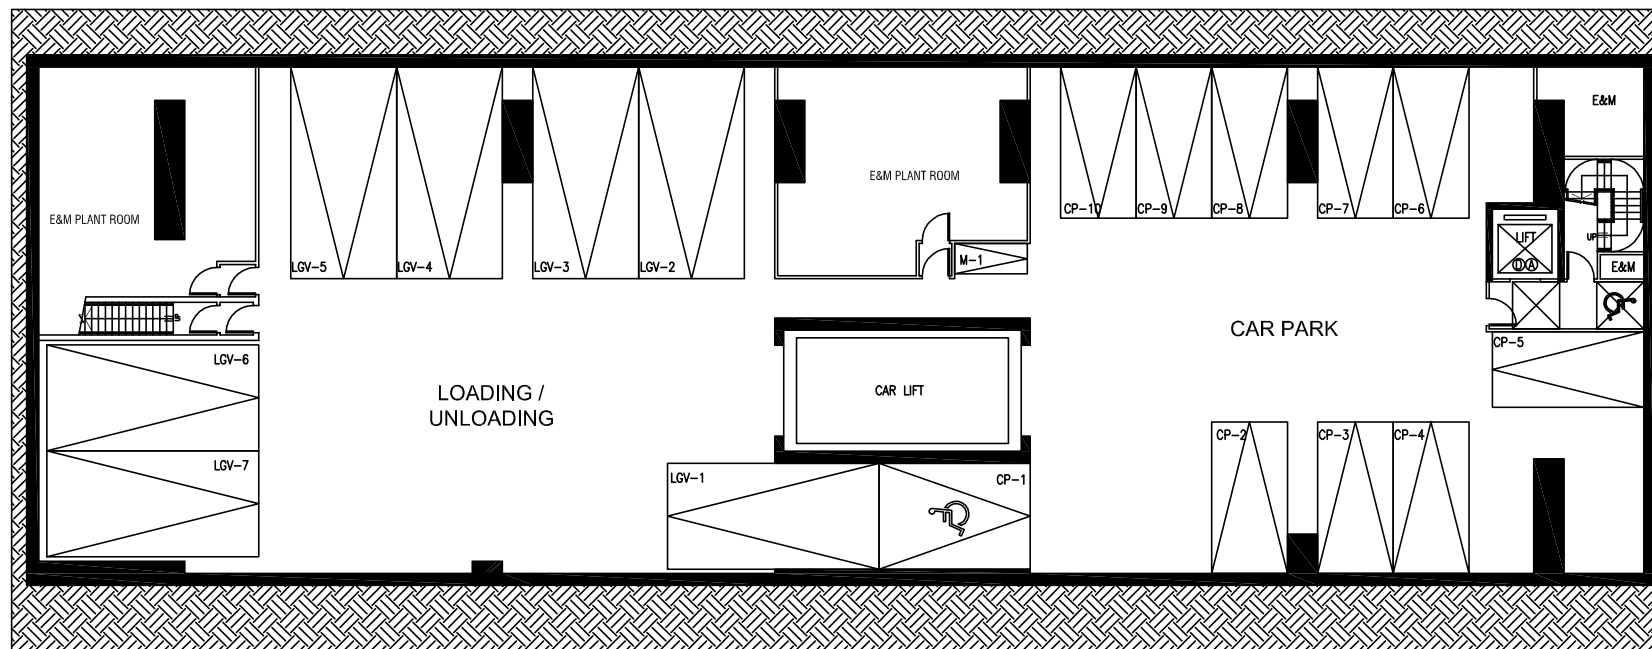 E&M
E&M PLANT ROOM
E&M PLANT ROOM
CP-10
CP-9
CP-8
CP-7
CP-6
LIFT
UP
D A
E&M
LGV-5
LGV-4
LGV-3
LGV-2
M-1
UP
CAR PARK
CP-5
LGV-6
LOADING /
UNLOADING
CAR LIFT
CP-2
CP-3
CP-4
LGV-7
LGV-1
CP-1